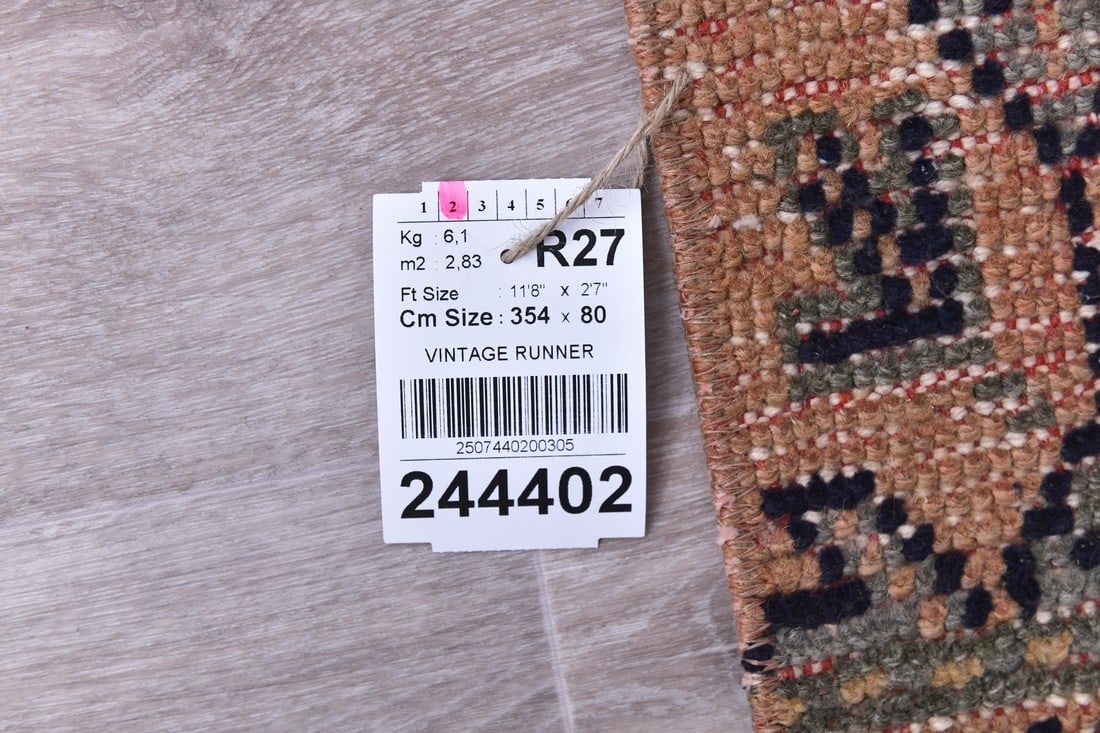 1 2 3 4 5 6 7
Kg : 6,1
m2 : 2,83
R27
Ft Size : 11'8" x 2'7"
Cm Size : 354 x 80
VINTAGE RUNNER
2507440200305
244402